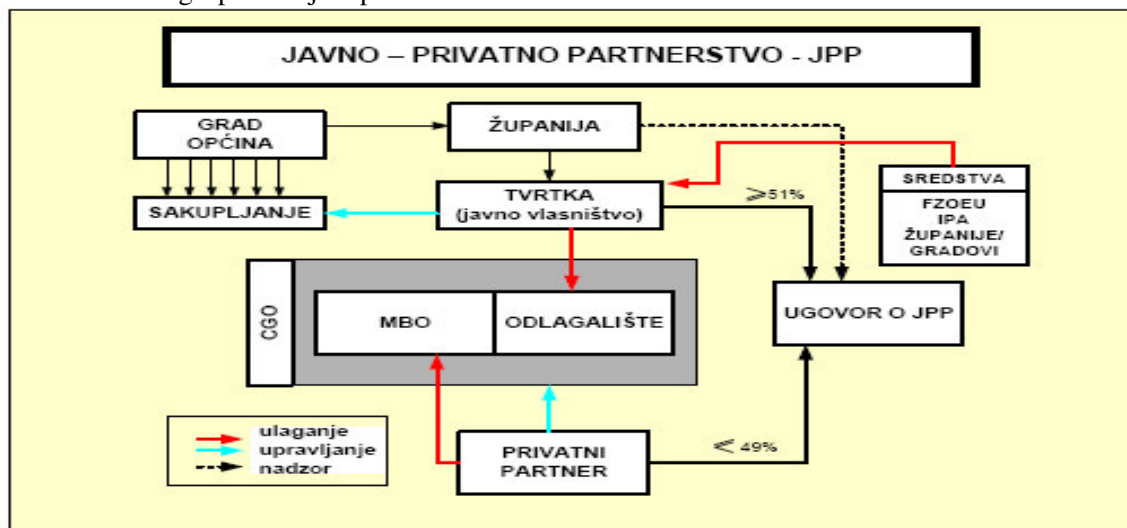 JAVNO – PRIVATNO PARTNERSTVO - JPP
GRAD
OPĆINA
ŽUPANIJA
SREDSTVA
FZOEU
IPA
ŽUPANIJE/
GRADOVI
SAKUPLJANJE
TVRTKA
(javno vlasništvo)
⩾51%
CGO
MBO
ODLAGALIŠTE
UGOVOR O JPP
ulaganje
upravljanje
nadzor
PRIVATNI
PARTNER
⩽ 49%